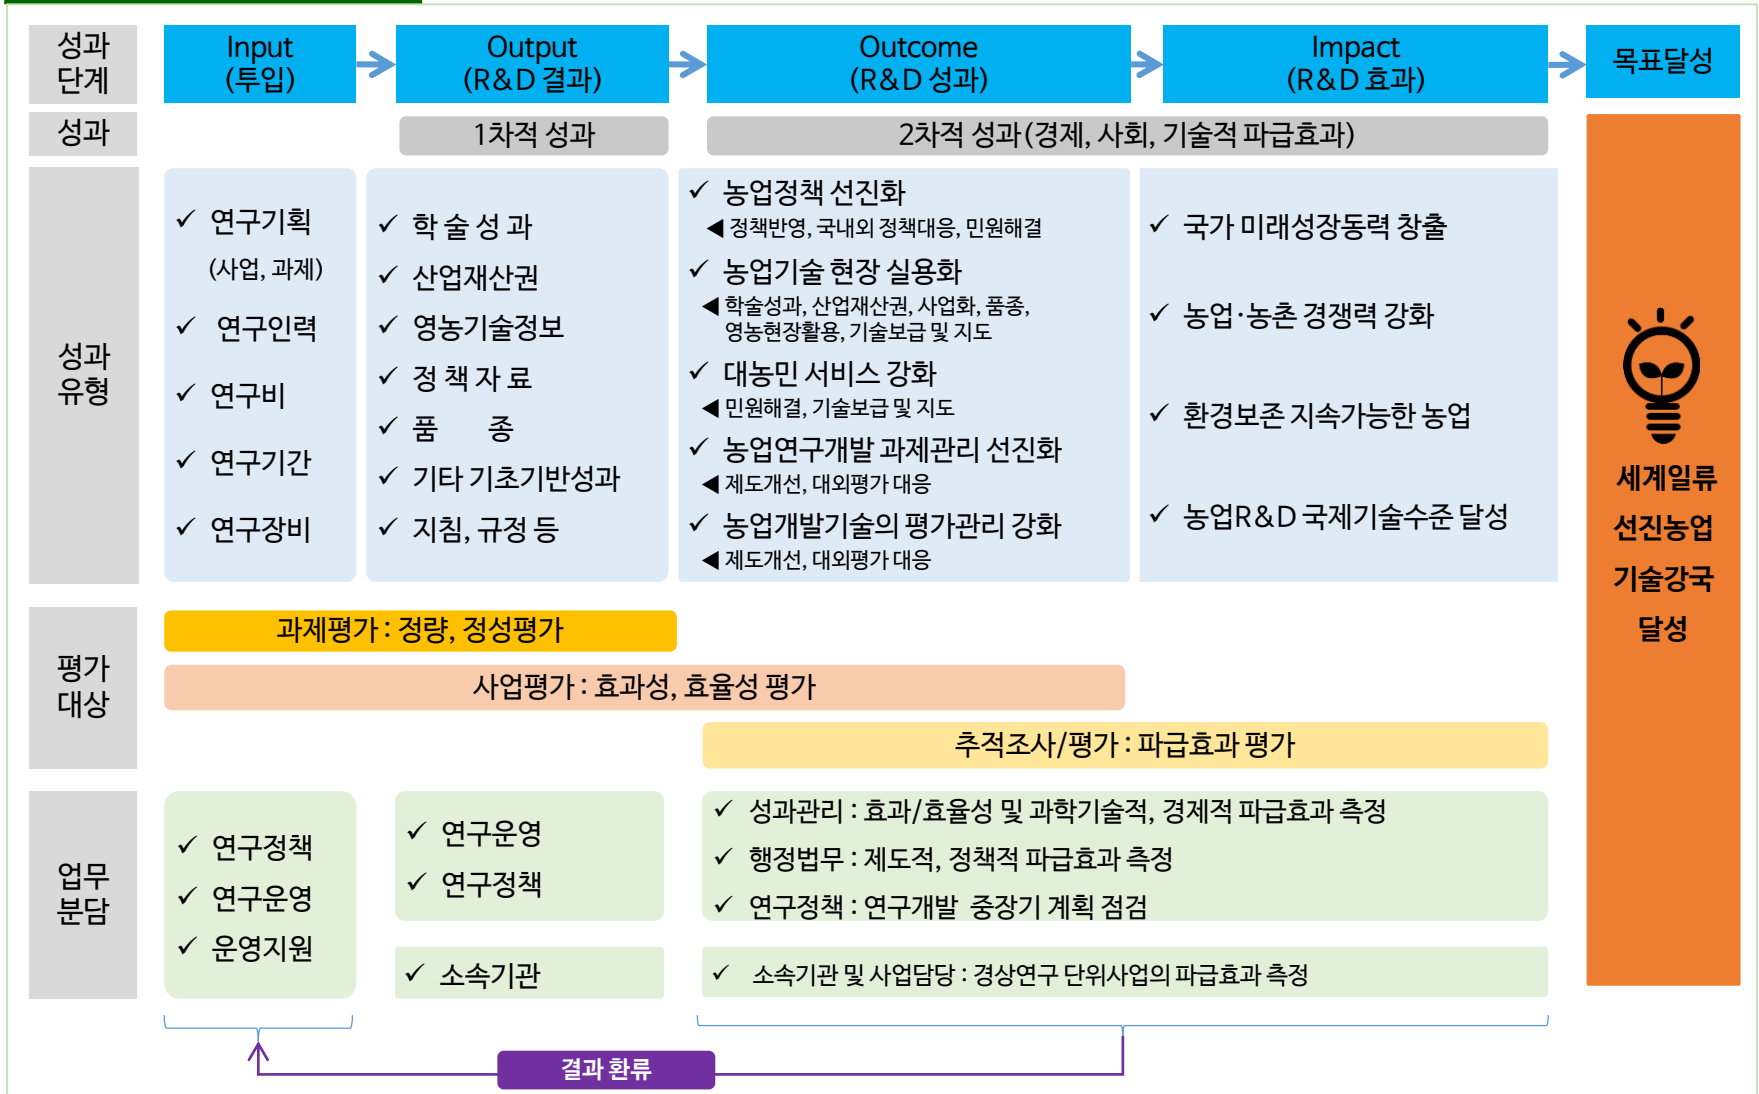 성과
단계
Input
(투입)
Output
(R&D 결과)
Outcome
(R&D 성과)
Impact
(R&D 효과)
목표달성
성과
1차적 성과
2차적 성과(경제, 사회, 기술적 파급효과)
성과
유형
✓ 연구기획
(사업, 과제)
✓ 연구인력
✓ 연구비
✓ 연구기간
✓ 연구장비
✓ 학 술 성 과
✓ 산업재산권
✓ 영농기술정보
✓ 정 책 자 료
✓ 품 종
✓ 기타 기초기반성과
✓ 지침, 규정 등
✓ 농업정책 선진화
◀ 정책반영, 국내외 정책대응, 민원해결
✓ 농업기술 현장 실용화
◀ 학술성과, 산업재산권, 사업화, 품종,
영농현장활용, 기술보급 및 지도
✓ 대농민 서비스 강화
◀ 민원해결, 기술보급 및 지도
✓ 농업연구개발 과제관리 선진화
◀ 제도개선, 대외평가 대응
✓ 농업개발기술의 평가관리 강화
◀ 제도개선, 대외평가 대응
✓ 국가 미래성장동력 창출
✓ 농업·농촌 경쟁력 강화
✓ 환경보존 지속가능한 농업
✓ 농업R&D 국제기술수준 달성
세계일류
선진농업
기술강국
달성
평가
대상
과제평가 : 정량, 정성평가
사업평가 : 효과성, 효율성 평가
추적조사/평가 : 파급효과 평가
업무
분담
✓ 연구정책
✓ 연구운영
✓ 운영지원
✓ 연구운영
✓ 연구정책
✓ 소속기관
✓ 성과관리 : 효과/효율성 및 과학기술적, 경제적 파급효과 측정
✓ 행정법무 : 제도적, 정책적 파급효과 측정
✓ 연구정책 : 연구개발 중장기 계획 점검
✓ 소속기관 및 사업담당 : 경상연구 단위사업의 파급효과 측정
결과 환류